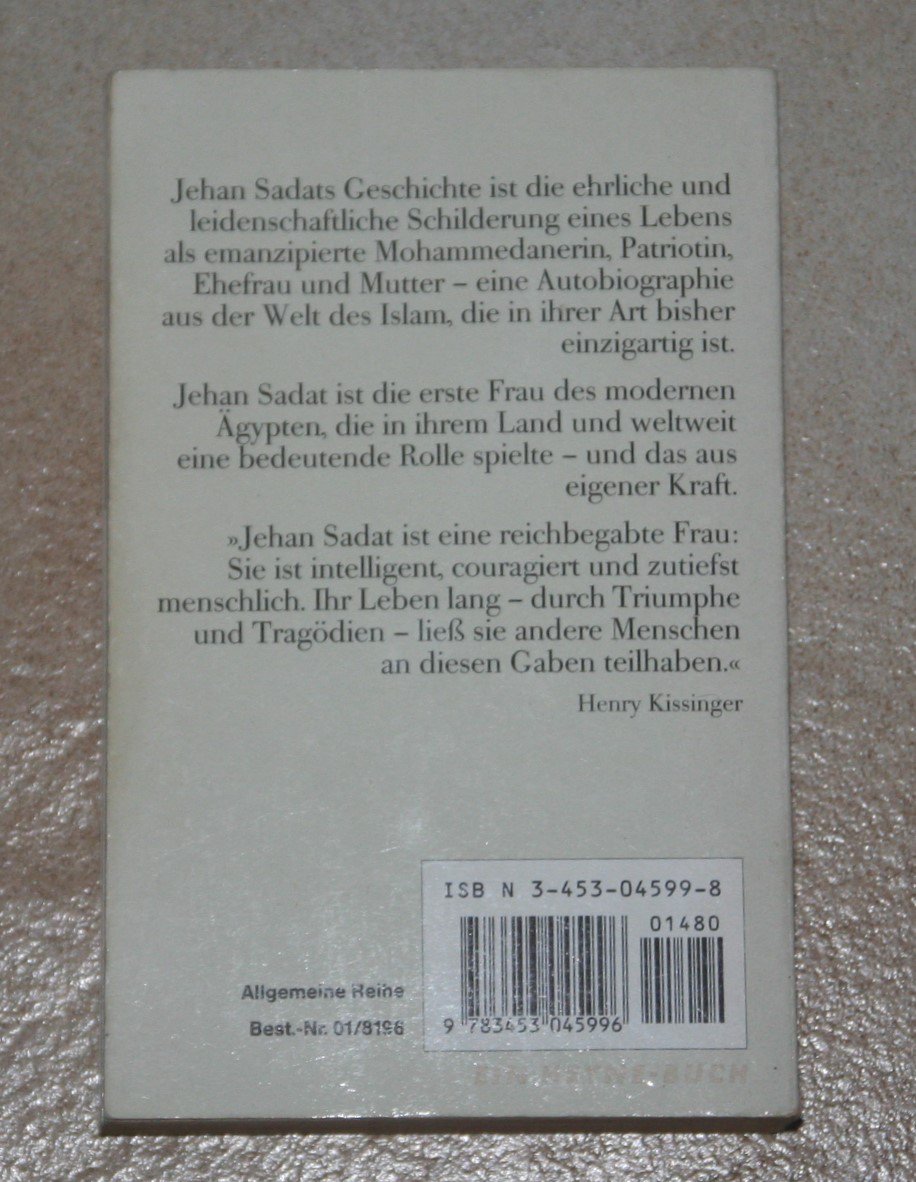 Jehan Sadats Geschichte ist die ehrliche und
leidenschaftliche Schilderung eines Lebens
als emanzipierte Mohammedanerin, Patriotin,
Ehefrau und Mutter – eine Autobiographie
aus der Welt des Islam, die in ihrer Art bisher
einzigartig ist.
Jehan Sadat ist die erste Frau des modernen
Ägypten, die in ihrem Land und weltweit
eine bedeutende Rolle spielte – und das aus
eigener Kraft.
»Jehan Sadat ist eine reichbegabte Frau:
Sie ist intelligent, couragiert und zutiefst
menschlich. Ihr Leben lang – durch Triumphe
und Tragödien – ließ sie andere Menschen
an diesen Gaben teilhaben.«
Henry Kissinger
ISB N 3-453-04599-8
01480
9 783453 045996
Allgemeine Reihe
Best.-Nr. 01/8196
EIN HEYNE-BUCH